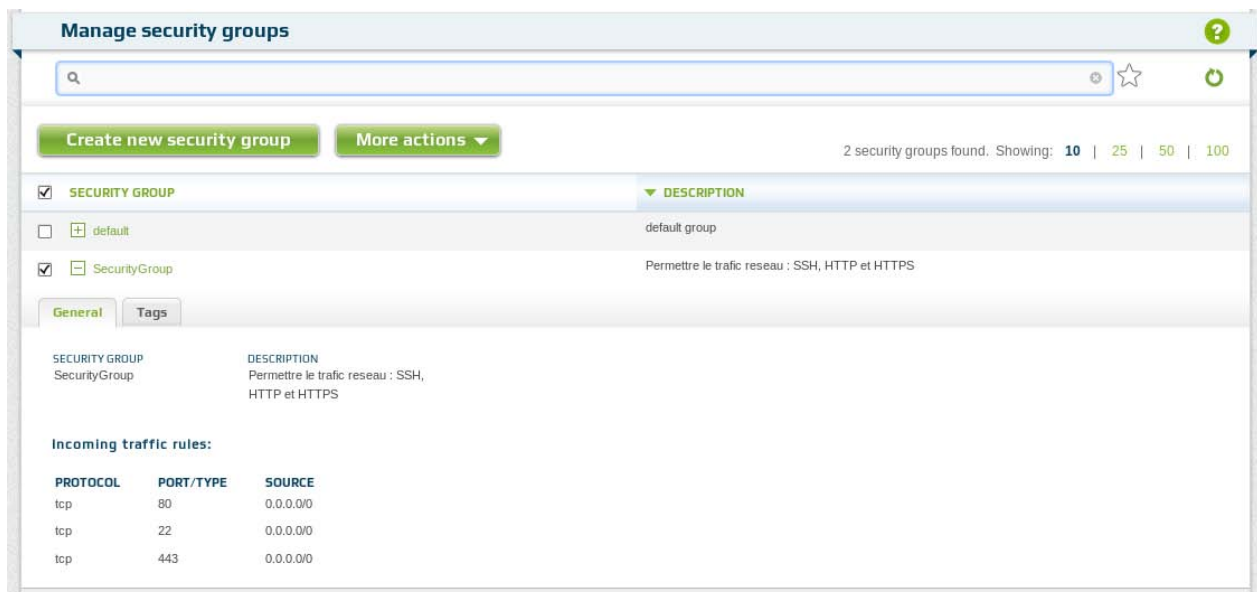 Manage security groups
?
Create new security group
More actions
2 security groups found. Showing: 10 | 25 | 50 | 100
SECURITY GROUP DESCRIPTION
default default group
SecurityGroup Permettre le trafic reseau : SSH, HTTP et HTTPS
General Tags
SECURITY GROUP DESCRIPTION
SecurityGroup Permettre le trafic reseau : SSH,
HTTP et HTTPS
Incoming traffic rules:
PROTOCOL PORT/TYPE SOURCE
tcp 80 0.0.0.0/0
tcp 22 0.0.0.0/0
tcp 443 0.0.0.0/0